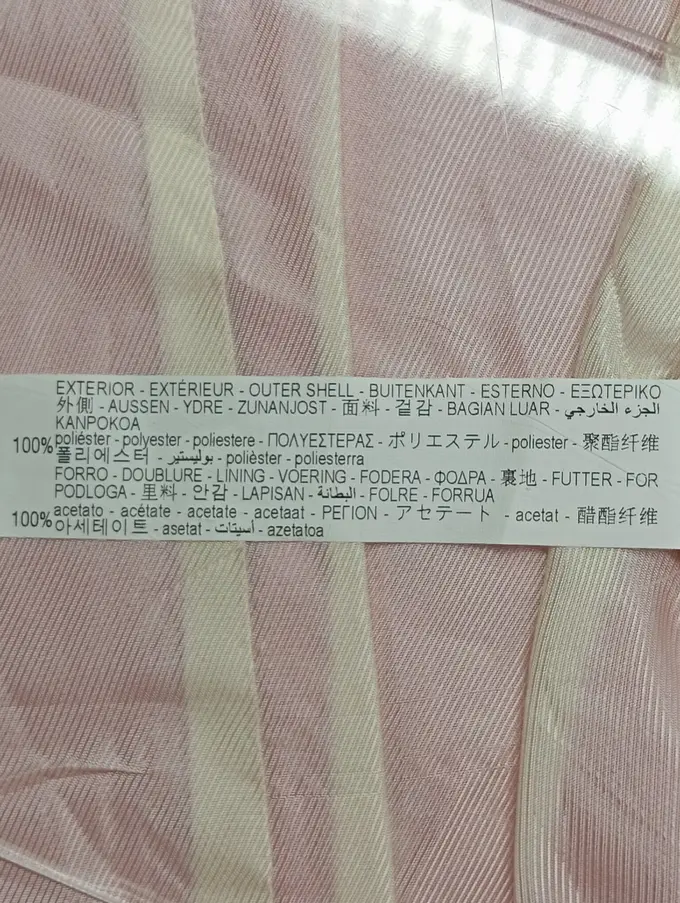 EXTERIOR - EXTÉRIEUR - OUTER SHELL - BUITENKANT - ESTERNO - ΕΞΩΤΕΡΙΚΟ
外側 - AUSSEN - YDRE - ZUNANJOST - 面料 - 겉감 - BAGIAN LUAR - الجزء الخارجي
KANPOKOA
100% poliéster - polyester - poliestere - ΠΟΛΥΕΣΤΕΡΑΣ - ポリエステル - poliester - 聚酯纤维
폴리에스터 - بوليستير - polièster - poliesterra
FORRO - DOUBLURE - LINING - VOERING - FODERA - ΦΟΔΡΑ - 裏地 - FUTTER - FOR
PODLOGA - 里料 - 안감 - LAPISAN - البطانة - FOLRE - FORRUA
100% acetato - acétate - acetate - acetaat - ΡΕΓΙΟΝ - アセテート - acetat - 醋酯纤维
아세테이트 - asetat - أسيتات - azetatoa